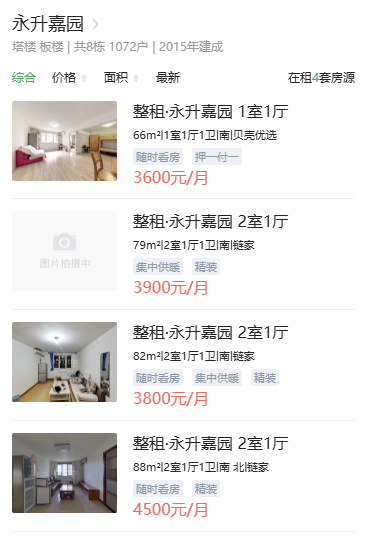 永升嘉园
塔楼 板楼 | 共8栋 1072户 | 2015年建成
综合 价格 面积 最新 在租4套房源
整租·永升嘉园 1室1厅
66m²|1室1厅1卫|南|贝壳优选
随时看房 押一付一
3600元/月
整租·永升嘉园 2室1厅
79m²|2室1厅1卫|南|链家
图片拍摄中
集中供暖 精装
3900元/月
整租·永升嘉园 2室1厅
82m²|2室1厅1卫|南|链家
随时看房 集中供暖 精装
3800元/月
整租·永升嘉园 2室1厅
88m²|2室1厅1卫|南 北|链家
随时看房 精装
4500元/月